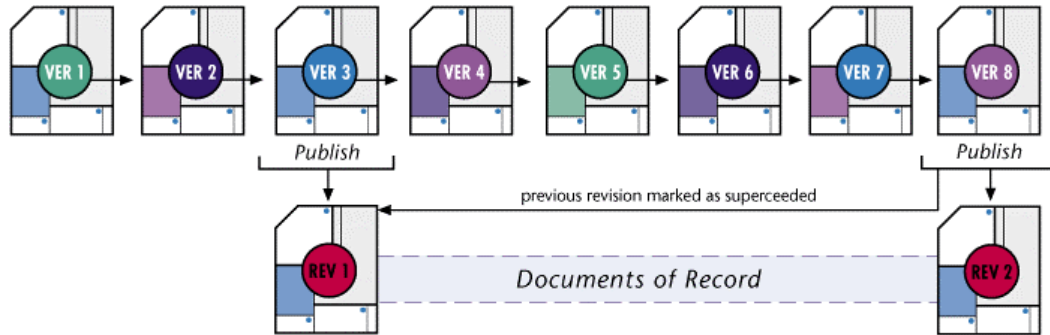 VER 1
VER 2
VER 3
VER 4
VER 5
VER 6
VER 7
VER 8
Publish
Publish
previous revision marked as superceeded
REV 1
Documents of Record
REV 2